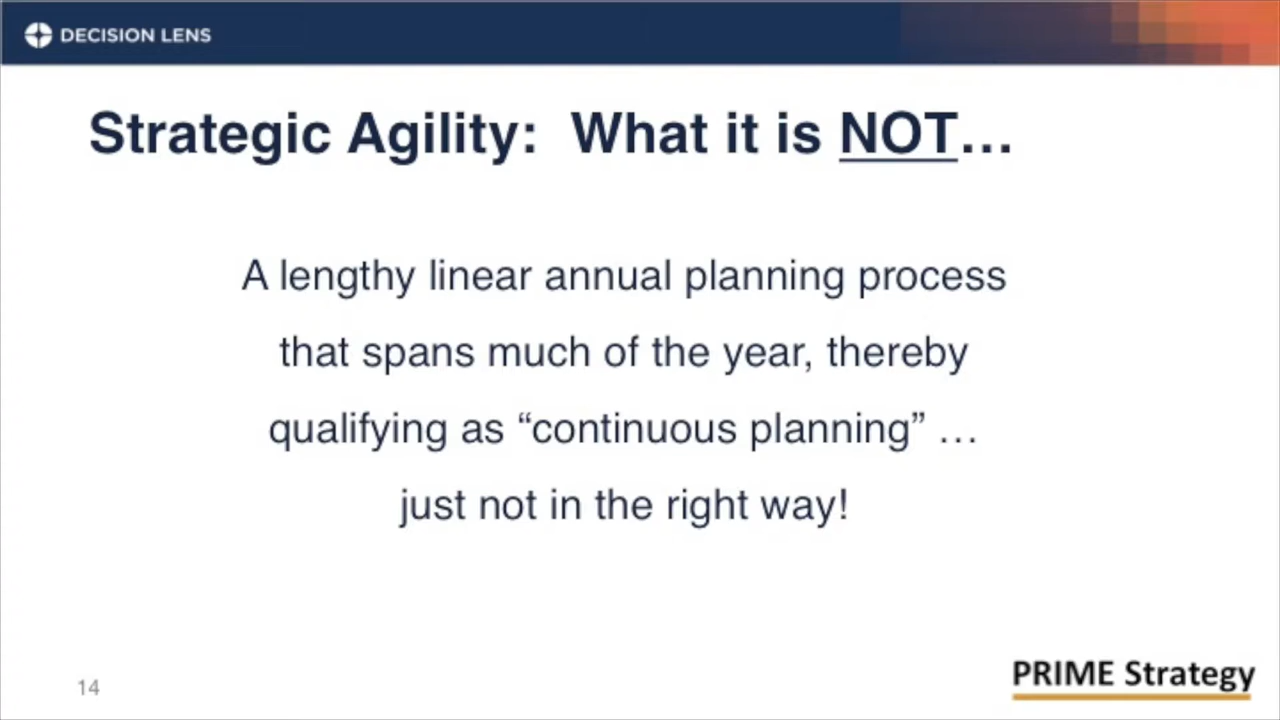 DECISION LENS
Strategic Agility: What it is NOT…
A lengthy linear annual planning process
that spans much of the year, thereby
qualifying as “continuous planning” …
just not in the right way!
14
PRIME Strategy